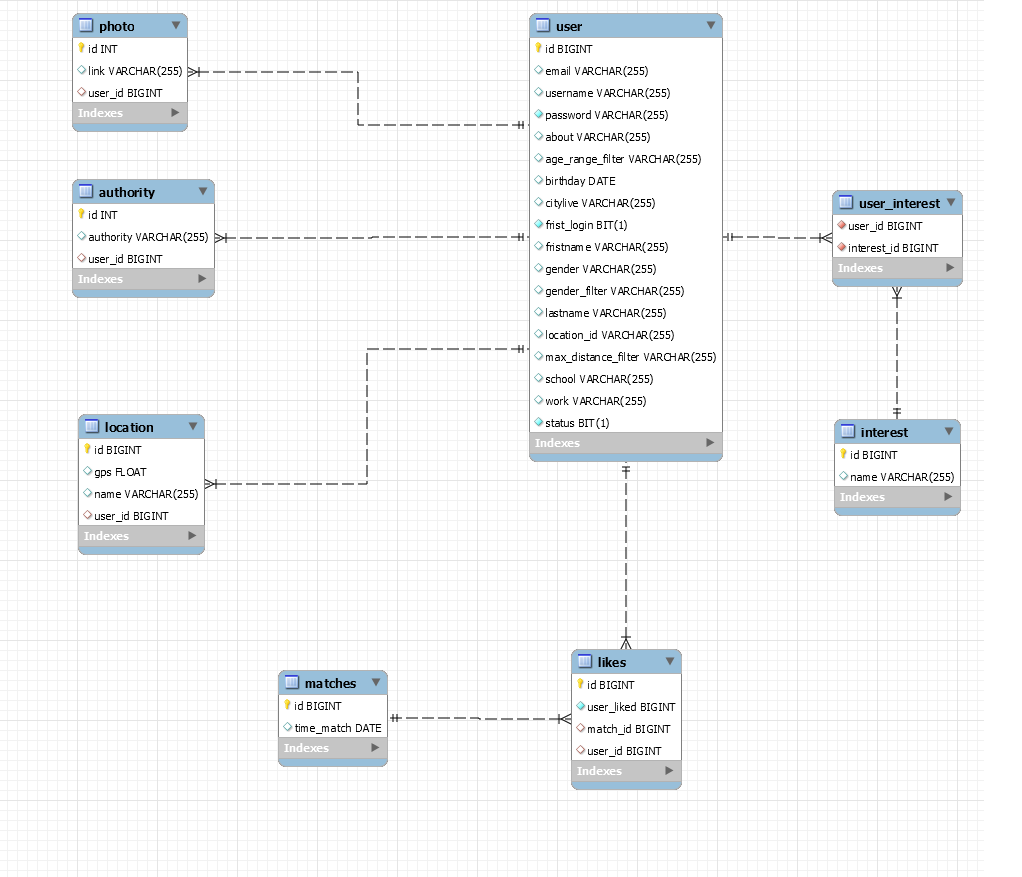 photo
id INT
link VARCHAR(255)
user_id BIGINT
Indexes
authority
id INT
authority VARCHAR(255)
user_id BIGINT
Indexes
location
id BIGINT
gps FLOAT
name VARCHAR(255)
user_id BIGINT
Indexes
user
id BIGINT
email VARCHAR(255)
username VARCHAR(255)
password VARCHAR(255)
about VARCHAR(255)
age_range_filter VARCHAR(255)
birthday DATE
citylive VARCHAR(255)
frist_login BIT(1)
fristname VARCHAR(255)
gender VARCHAR(255)
gender_filter VARCHAR(255)
lastname VARCHAR(255)
location_id VARCHAR(255)
max_distance_filter VARCHAR(255)
school VARCHAR(255)
work VARCHAR(255)
status BIT(1)
Indexes
user_interest
user_id BIGINT
interest_id BIGINT
Indexes
interest
id BIGINT
name VARCHAR(255)
Indexes
matches
id BIGINT
time_match DATE
Indexes
likes
id BIGINT
user_liked BIGINT
match_id BIGINT
user_id BIGINT
Indexes